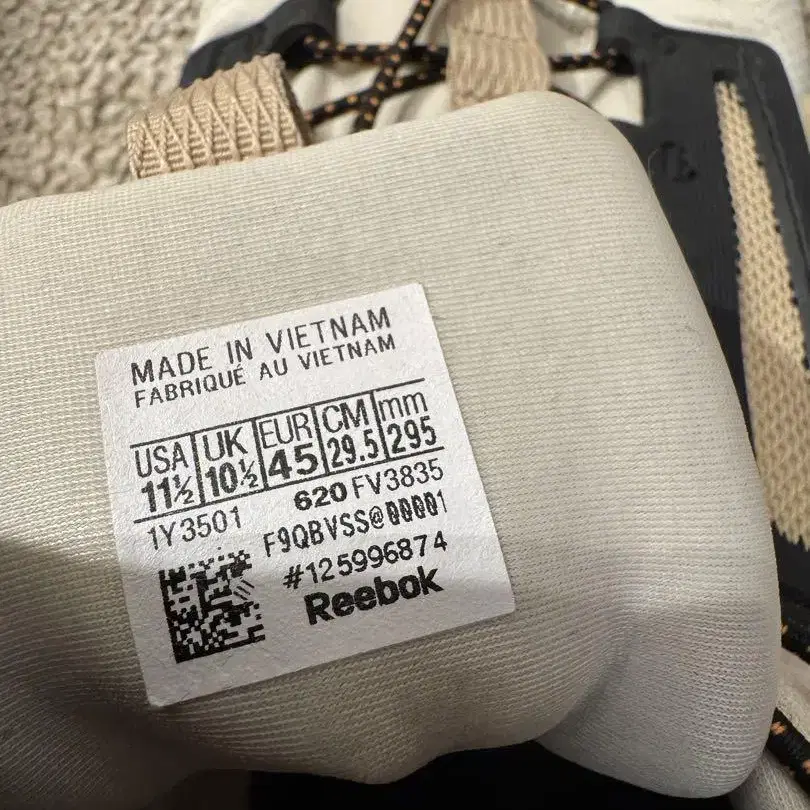 MADE IN VIETNAM
FABRIQUÉ AU VIETNAM
USA UK EUR CM mm
11½ 10½ 45 29.5 295
620 FV3835
1Y3501
F9QBVSS@00001
#125996874
Reebok